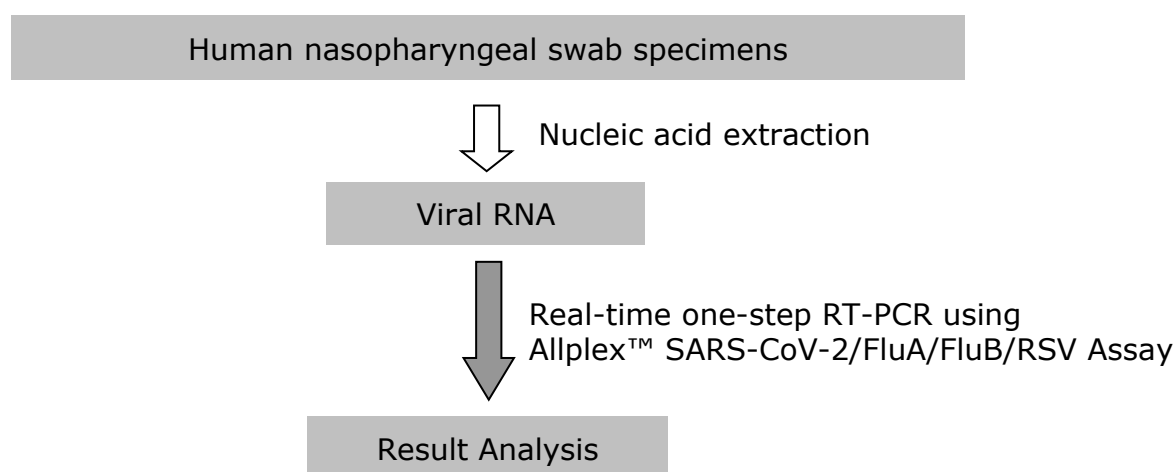 Human nasopharyngeal swab specimens
Nucleic acid extraction
Viral RNA
Real-time one-step RT-PCR using
Allplex™ SARS-CoV-2/FluA/FluB/RSV Assay
Result Analysis